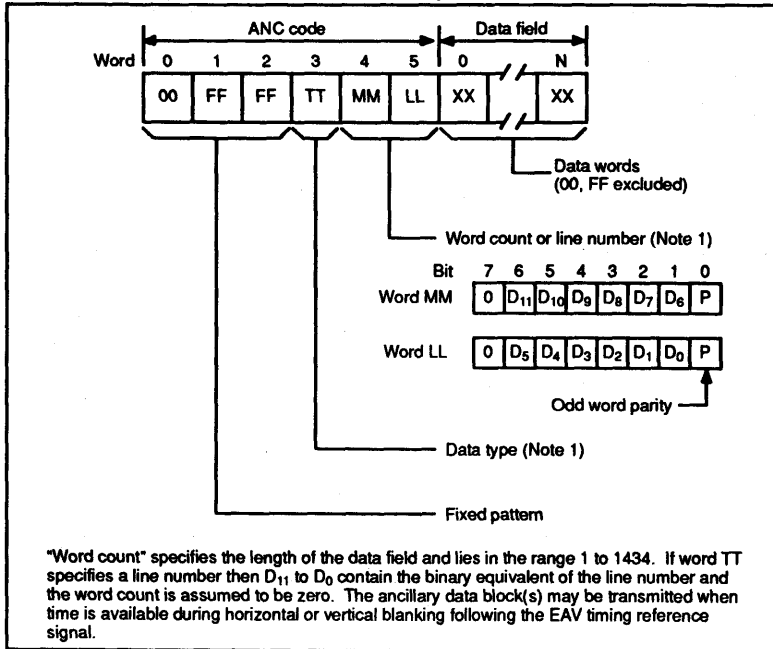 ANC code Data field
Word 0 1 2 3 4 5 0 N
00 FF FF TT MM LL XX XX
Data words
(00, FF excluded)
Word count or line number (Note 1)
Bit 7 6 5 4 3 2 1 0
Word MM 0 D11 D10 D9 D8 D7 D6 P
Word LL 0 D5 D4 D3 D2 D1 D0 P
Odd word parity
Data type (Note 1)
Fixed pattern
"Word count" specifies the length of the data field and lies in the range 1 to 1434. If word TT
specifies a line number then D11 to D0 contain the binary equivalent of the line number and
the word count is assumed to be zero. The ancillary data block(s) may be transmitted when
time is available during horizontal or vertical blanking following the EAV timing reference
signal.